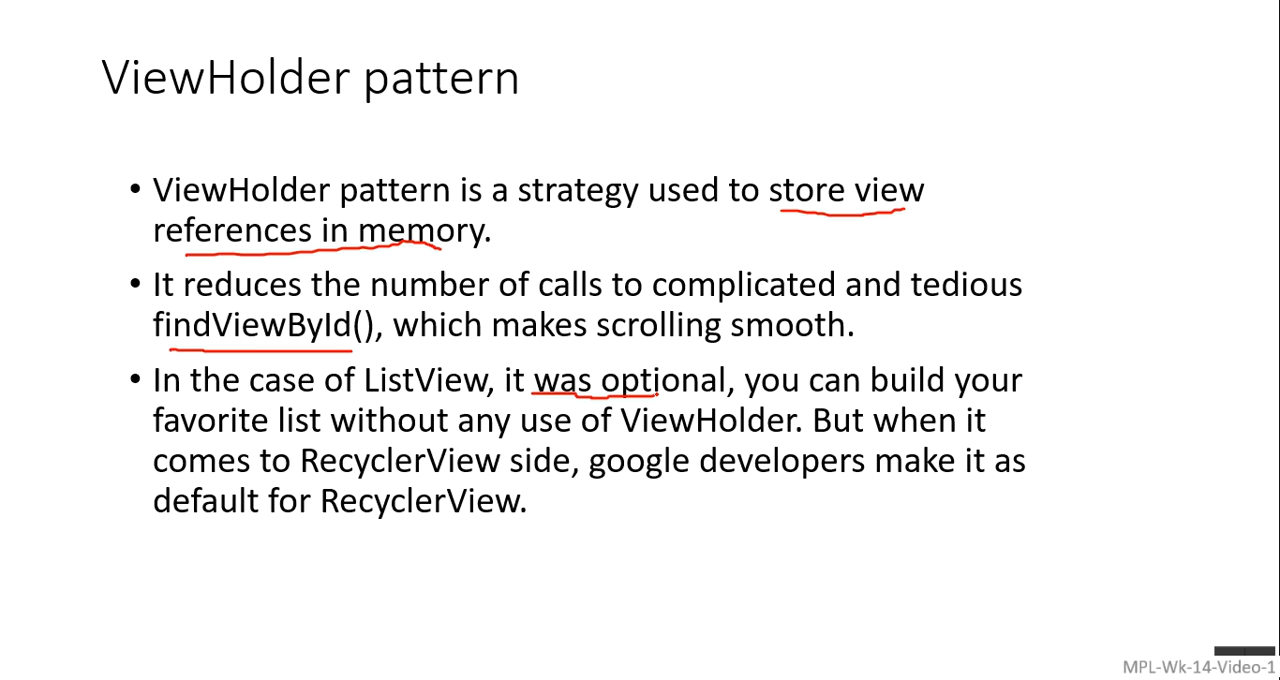 ViewHolder pattern
• ViewHolder pattern is a strategy used to store view
references in memory.
• It reduces the number of calls to complicated and tedious
findViewById(), which makes scrolling smooth.
• In the case of ListView, it was optional, you can build your
favorite list without any use of ViewHolder. But when it
comes to RecyclerView side, google developers make it as
default for RecyclerView.
MPL-Wk-14-Video-1